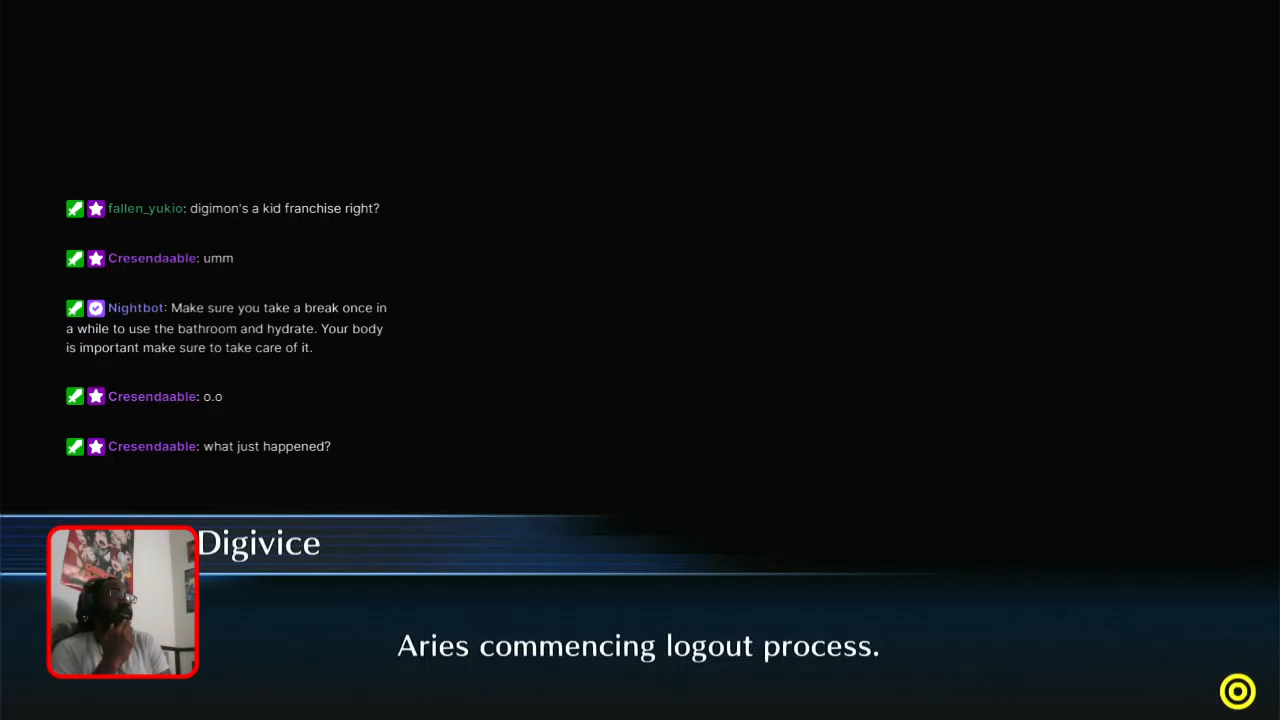 fallen_yukio: digimon's a kid franchise right?
Cresendaable: umm
Nightbot: Make sure you take a break once in
a while to use the bathroom and hydrate. Your body
is important make sure to take care of it.
Cresendaable: o.o
Cresendaable: what just happened?
Digivice
Aries commencing logout process.